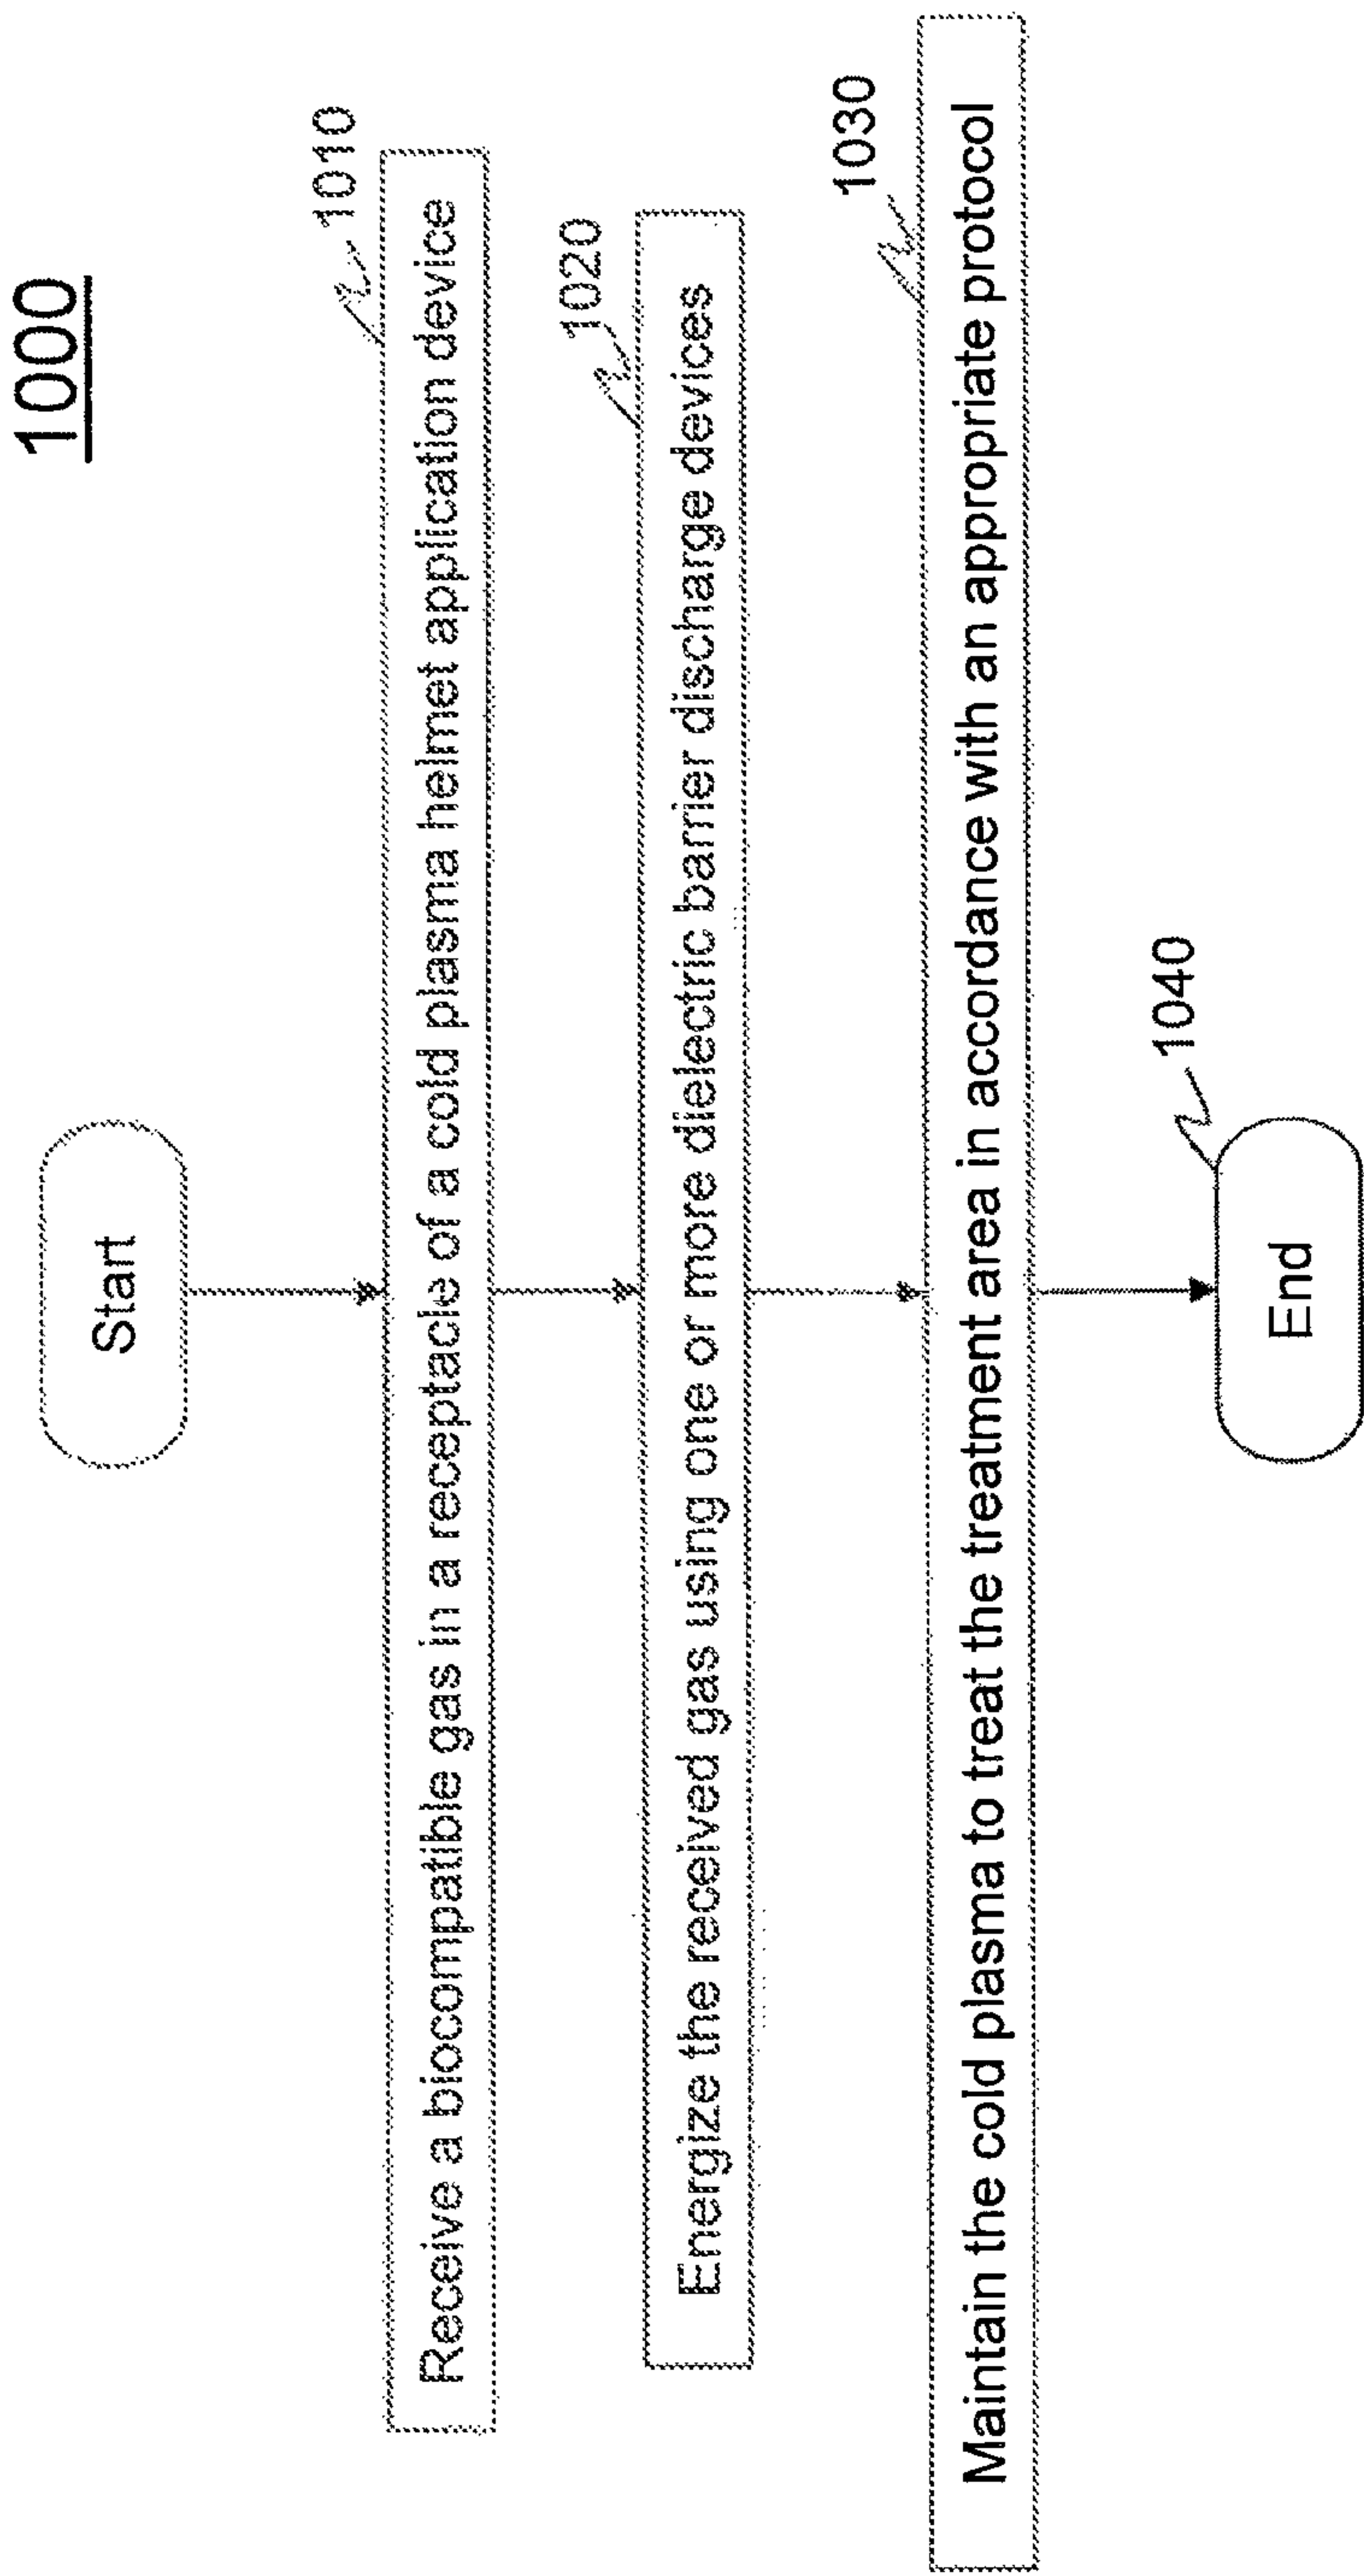 1000
Start
1010
Receive a biocompatible gas in a receptacle of a cold plasma helmet application device
1020
Energize the received gas using one or more dielectric barrier discharge devices
1030
Maintain the cold plasma to treat the treatment area in accordance with an appropriate protocol
1040
End